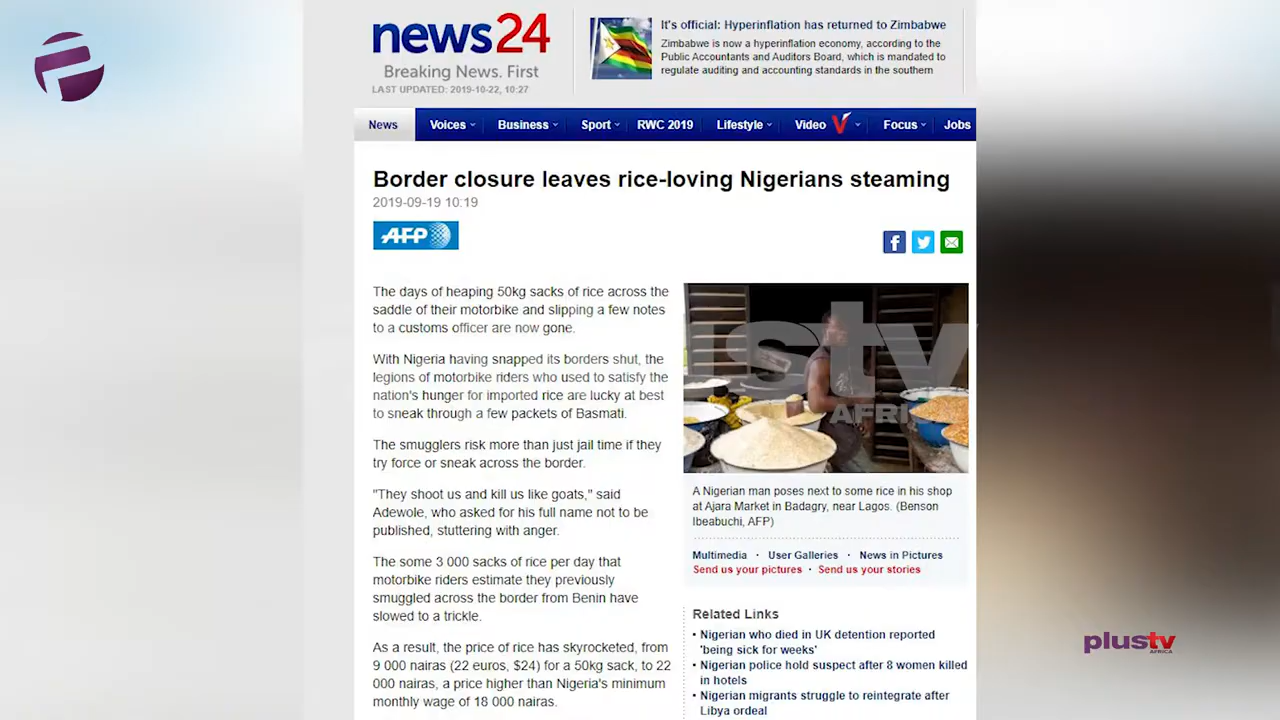 news24
Breaking News. First
LAST UPDATED: 2019-10-22, 10:27
It's official: Hyperinflation has returned to Zimbabwe
Zimbabwe is now a hyperinflation economy, according to the
Public Accountants and Auditors Board, which is mandated to
regulate auditing and accounting standards in the southern
News Voices Business Sport RWC 2019 Lifestyle Video Focus Jobs
Border closure leaves rice-loving Nigerians steaming
2019-09-19 10:19
AFP
The days of heaping 50kg sacks of rice across the
saddle of their motorbike and slipping a few notes
to a customs officer are now gone.
With Nigeria having snapped its borders shut, the
legions of motorbike riders who used to satisfy the
nation's hunger for imported rice are lucky at best
to sneak through a few packets of Basmati.
The smugglers risk more than just jail time if they
try force or sneak across the border.
"They shoot us and kill us like goats," said
Adewole, who asked for his full name not to be
published, stuttering with anger.
The some 3 000 sacks of rice per day that
motorbike riders estimate they previously
smuggled across the border from Benin have
slowed to a trickle.
As a result, the price of rice has skyrocketed, from
9 000 nairas (22 euros, $24) for a 50kg sack, to 22
000 nairas, a price higher than Nigeria's minimum
monthly wage of 18 000 nairas.
A Nigerian man poses next to some rice in his shop
at Ajara Market in Badagry, near Lagos. (Benson
Ibeabuchi, AFP)
Multimedia · User Galleries · News in Pictures
Send us your pictures · Send us your stories
Related Links
• Nigerian who died in UK detention reported
'being sick for weeks'
• Nigerian police hold suspect after 8 women killed
in hotels
• Nigerian migrants struggle to reintegrate after
Libya ordeal
plustv
AFRICA